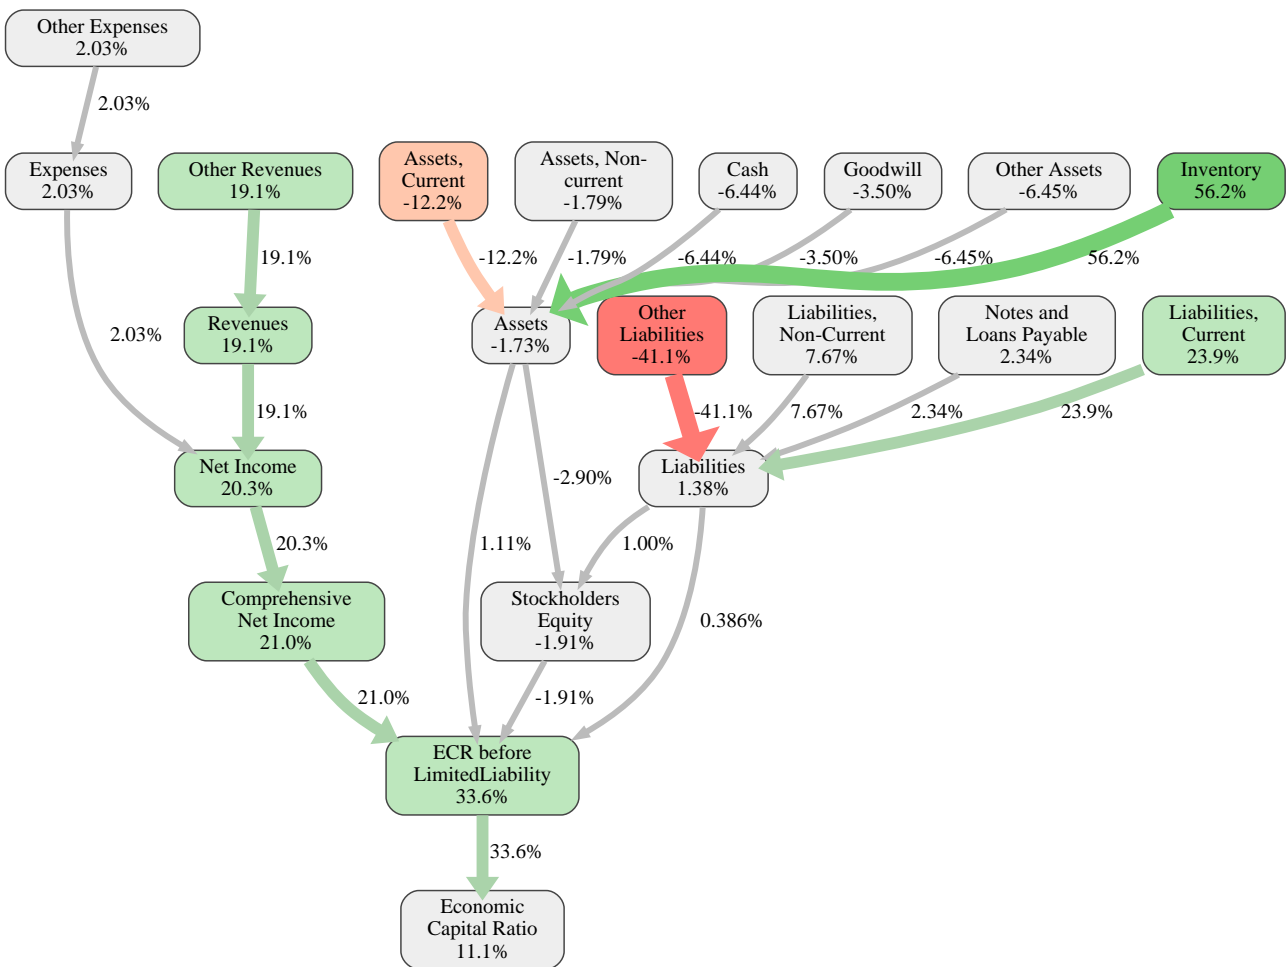 Other Expenses
2.03%
2.03%
Expenses
2.03%
Other Revenues
19.1%
Assets,
Current
-12.2%
Assets, Non-
current
-1.79%
Cash
-6.44%
Goodwill
-3.50%
Other Assets
-6.45%
Inventory
56.2%
19.1%
-12.2%
-1.79%
-6.44%
-3.50%
-6.45%
56.2%
2.03%
Revenues
19.1%
Assets
-1.73%
Other
Liabilities
-41.1%
Liabilities,
Non-Current
7.67%
Notes and
Loans Payable
2.34%
Liabilities,
Current
23.9%
19.1%
-41.1%
7.67%
2.34%
23.9%
Net Income
20.3%
-2.90%
Liabilities
1.38%
20.3%
1.11%
1.00%
Comprehensive
Net Income
21.0%
Stockholders
Equity
-1.91%
0.386%
21.0%
-1.91%
ECR before
LimitedLiability
33.6%
33.6%
Economic
Capital Ratio
11.1%